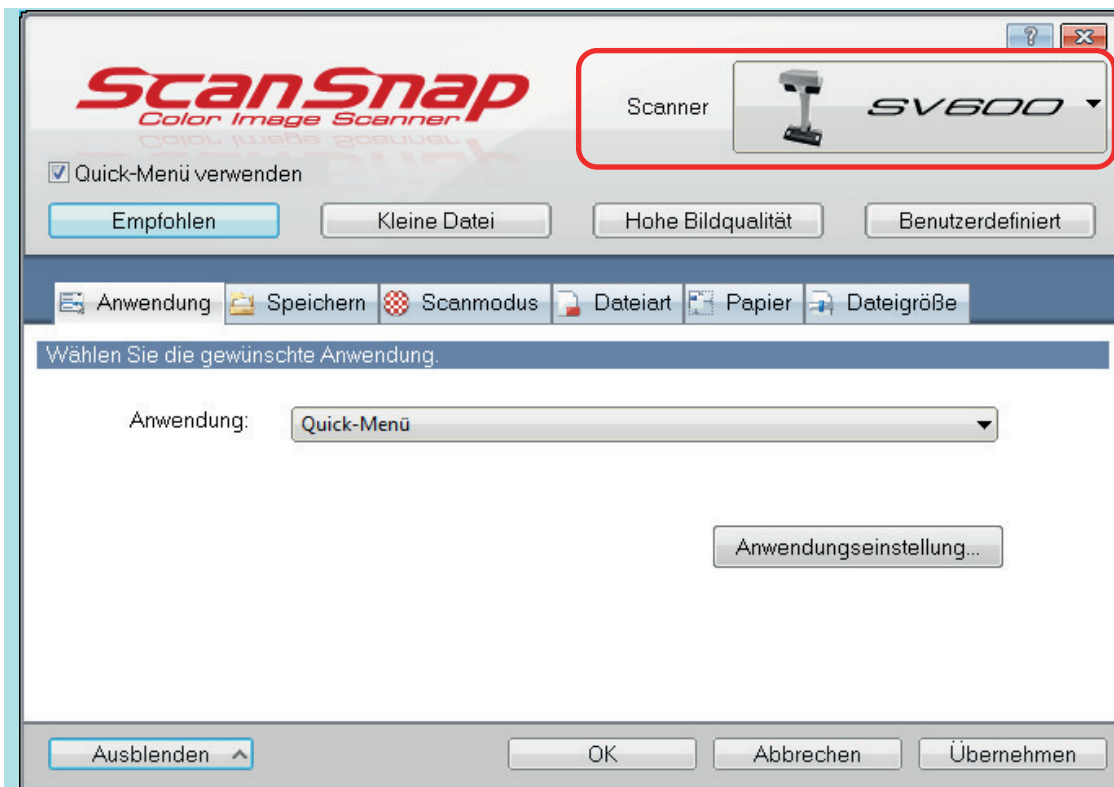 ScanSnap
Color Image Scanner
Scanner SV600
Quick-Menü verwenden
Empfohlen Kleine Datei Hohe Bildqualität Benutzerdefiniert
Anwendung Speichern Scanmodus Dateiart Papier Dateigröße
Wählen Sie die gewünschte Anwendung.
Anwendung: Quick-Menü
Anwendungseinstellung...
Ausblenden OK Abbrechen Übernehmen